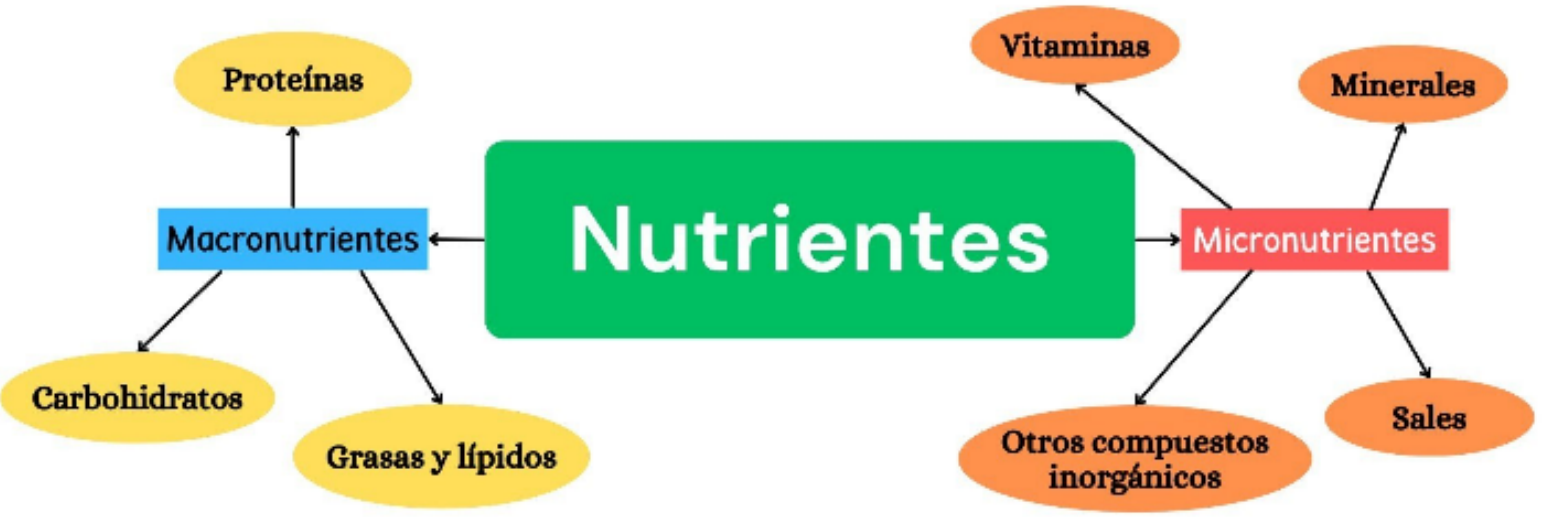 Proteínas
Macronutrientes
Carbohidratos
Grasas y lípidos
Nutrientes
Vitaminas
Minerales
Micronutrientes
Otros compuestos
inorgánicos
Sales